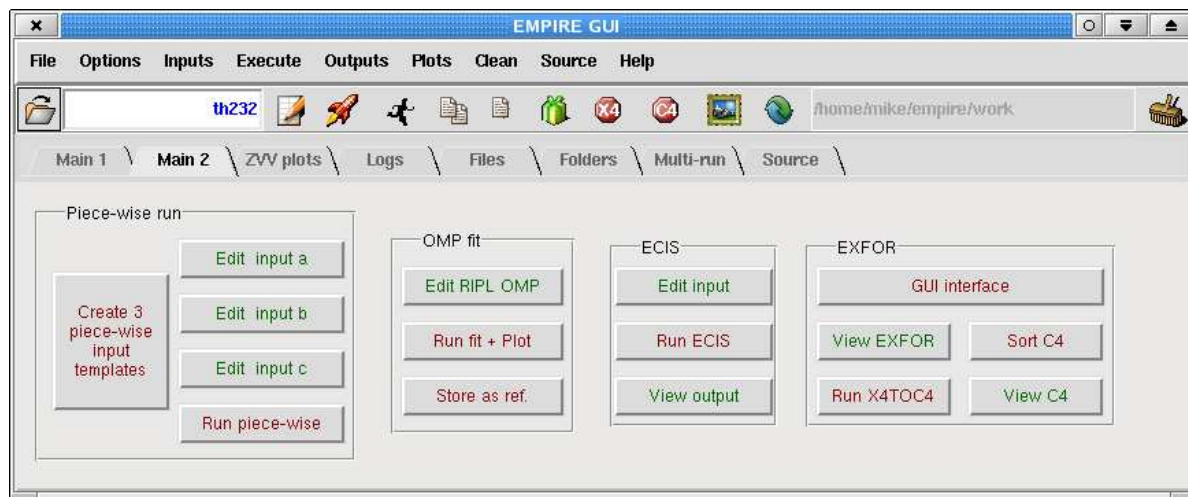 EMPIRE GUI
File Options Inputs Execute Outputs Plots Clean Source Help
th232 X4 C4 /home/mike/empire/work
Main 1 Main 2 ZVV plots Logs Files Folders Multi-run Source
Piece-wise run
Create 3
piece-wise
input
templates
Edit input a
Edit input b
Edit input c
Run piece-wise
OMP fit
Edit RIPL OMP
Run fit + Plot
Store as ref.
ECIS
Edit input
Run ECIS
View output
EXFOR
GUI interface
View EXFOR Sort C4
Run X4TOC4 View C4